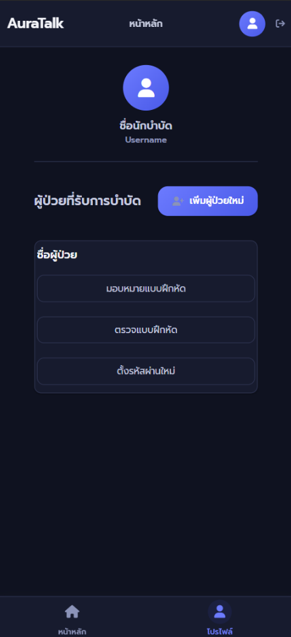 AuraTalk
หน้าหลัก
ชื่อนักบำบัด
Username
ผู้ป่วยที่รับการบำบัด
เพิ่มผู้ป่วยใหม่
ชื่อผู้ป่วย
มอบหมายแบบฝึกหัด
ตรวจแบบฝึกหัด
ตั้งรหัสผ่านใหม่
หน้าหลัก
โปรไฟล์